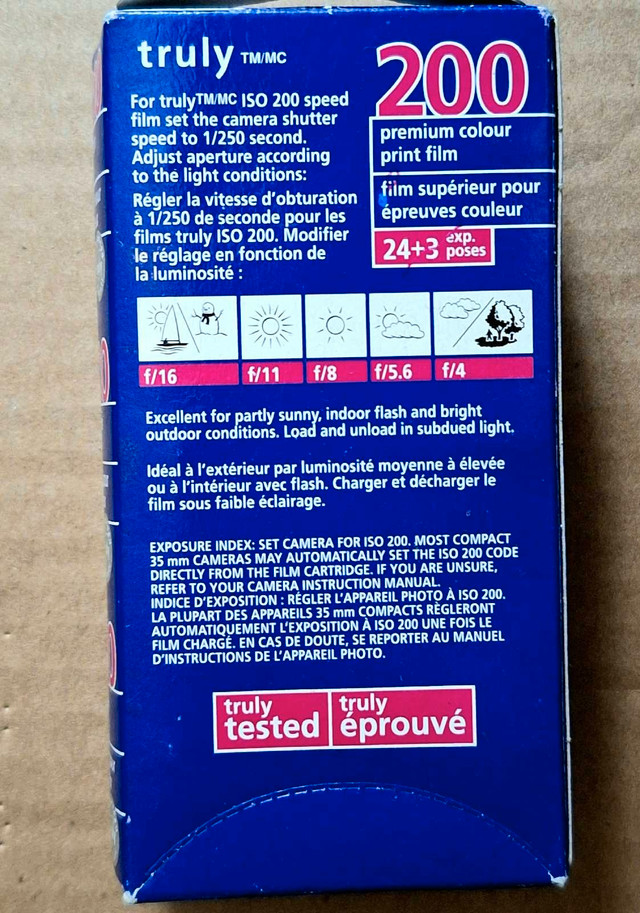 truly TM/MC
For truly TM/MC ISO 200 speed
film set the camera shutter
speed to 1/250 second.
Adjust aperture according
to the light conditions:
Régler la vitesse d'obturation
à 1/250 de seconde pour les
films truly ISO 200. Modifier
le réglage en fonction de
la luminosité :
200
premium colour
print film
film supérieur pour
épreuves couleur
24+3 exp.
poses
f/16 f/11 f/8 f/5.6 f/4
Excellent for partly sunny, indoor flash and bright
outdoor conditions. Load and unload in subdued light.
Idéal à l'extérieur par luminosité moyenne à élevée
ou à l'intérieur avec flash. Charger et décharger le
film sous faible éclairage.
EXPOSURE INDEX: SET CAMERA FOR ISO 200. MOST COMPACT
35 mm CAMERAS MAY AUTOMATICALLY SET THE ISO 200 CODE
DIRECTLY FROM THE FILM CARTRIDGE. IF YOU ARE UNSURE,
REFER TO YOUR CAMERA INSTRUCTION MANUAL.
INDICE D'EXPOSITION : RÉGLER L'APPAREIL PHOTO À ISO 200.
LA PLUPART DES APPAREILS 35 mm COMPACTS RÈGLERONT
AUTOMATIQUEMENT L'EXPOSITION À ISO 200 UNE FOIS LE
FILM CHARGÉ. EN CAS DE DOUTE, SE REPORTER AU MANUEL
D'INSTRUCTIONS DE L'APPAREIL PHOTO.
truly
tested
truly
éprouvé